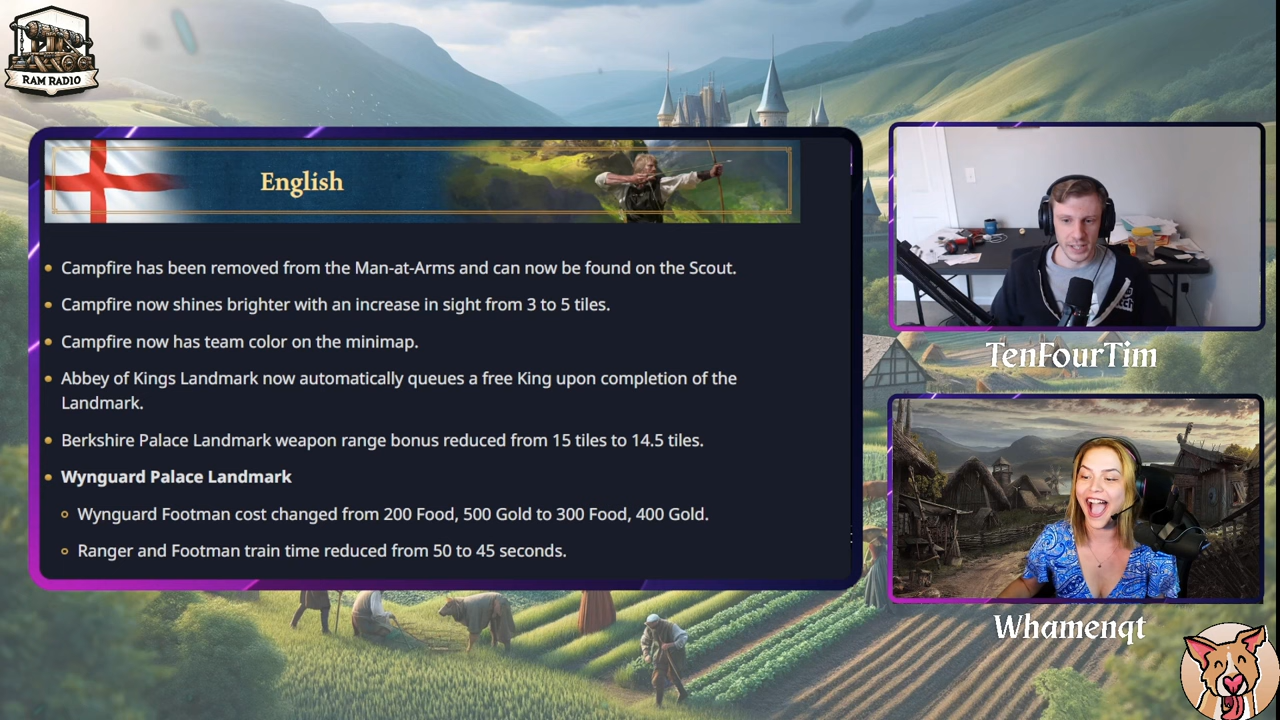 RAM RADIO
English
Campfire has been removed from the Man-at-Arms and can now be found on the Scout.
Campfire now shines brighter with an increase in sight from 3 to 5 tiles.
Campfire now has team color on the minimap.
Abbey of Kings Landmark now automatically queues a free King upon completion of the
Landmark.
Berkshire Palace Landmark weapon range bonus reduced from 15 tiles to 14.5 tiles.
Wynguard Palace Landmark
Wynguard Footman cost changed from 200 Food, 500 Gold to 300 Food, 400 Gold.
Ranger and Footman train time reduced from 50 to 45 seconds.
TenFourTim
Whamenqt